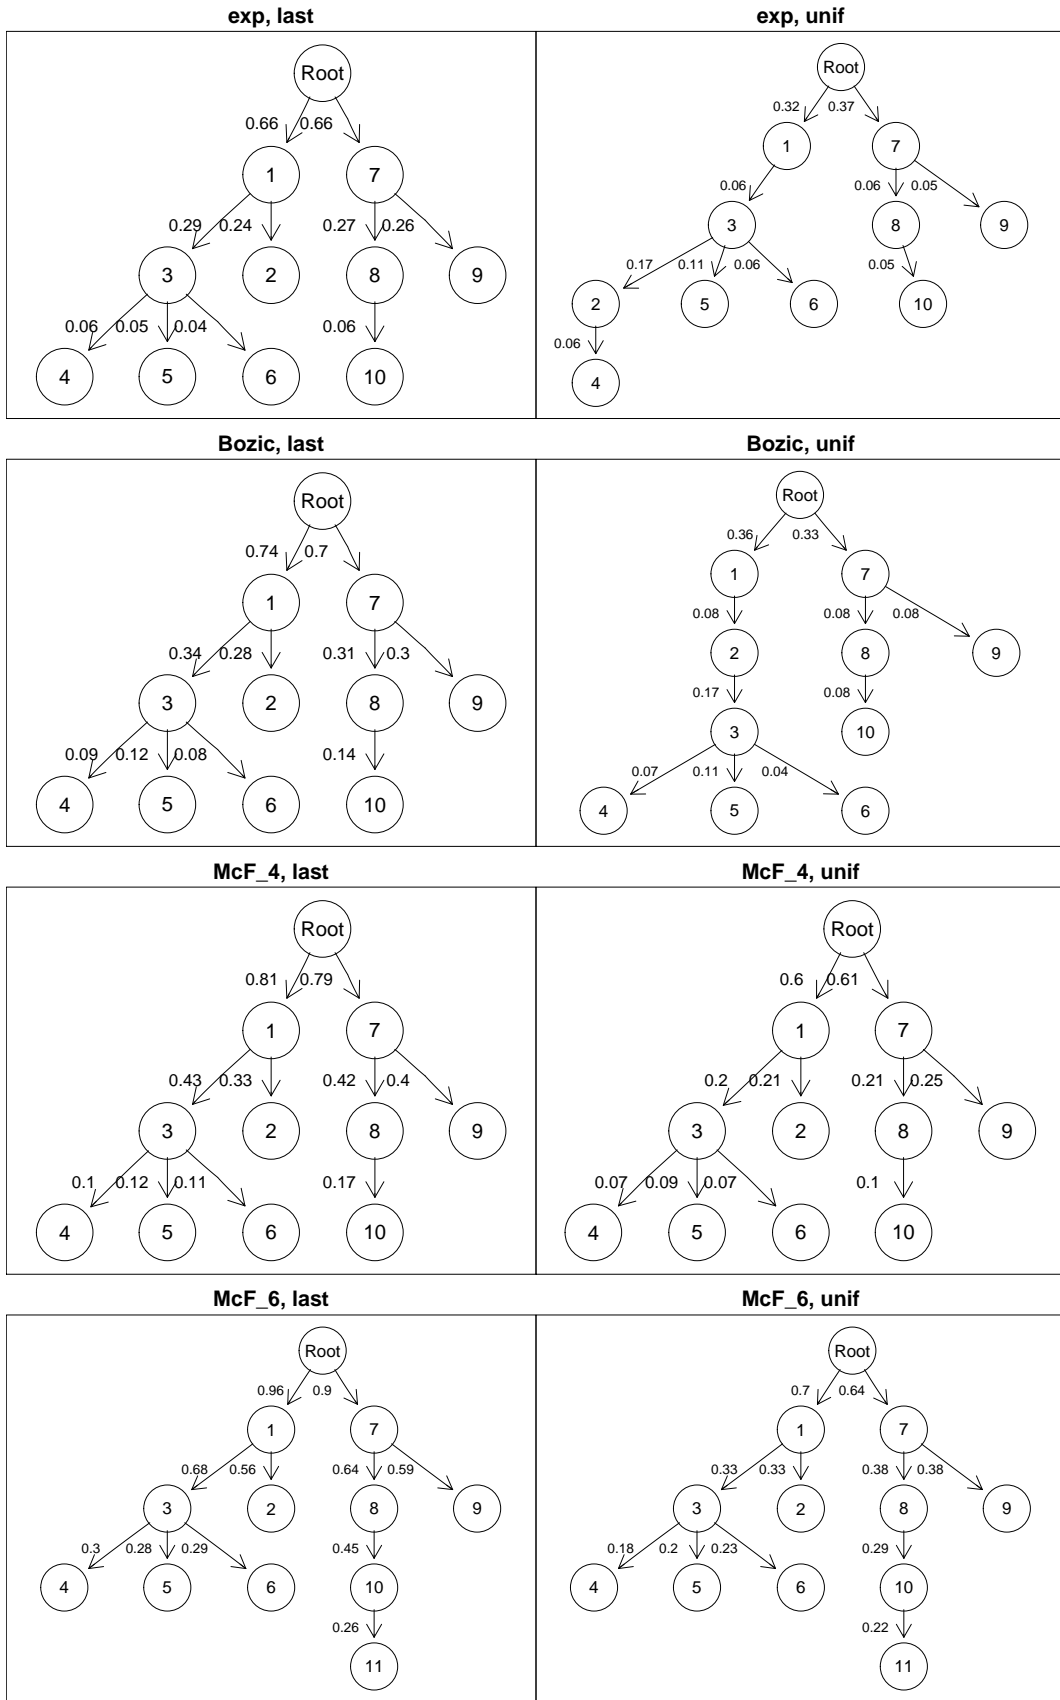 exp, last
Root
0.66 0.66
1 7
0.29 0.24 0.27 0.26
3 2 8 9
0.06 0.05 0.04 0.06
4 5 6 10
exp, unif
Root
0.32 0.37
1 7
0.06 0.06 0.05
3 8 9
0.17 0.11 0.06 0.05
2 5 6 10
0.06
4
Bozic, last
Root
0.74 0.7
1 7
0.34 0.28 0.31 0.3
3 2 8 9
0.09 0.12 0.08 0.14
4 5 6 10
Bozic, unif
Root
0.36 0.33
1 7
0.08 0.08 0.08
2 8 9
0.17 0.08
3 10
0.07 0.11 0.04
4 5 6
McF_4, last
Root
0.81 0.79
1 7
0.43 0.33 0.42 0.4
3 2 8 9
0.1 0.12 0.11 0.17
4 5 6 10
McF_4, unif
Root
0.6 0.61
1 7
0.2 0.21 0.21 0.25
3 2 8 9
0.07 0.09 0.07 0.1
4 5 6 10
McF_6, last
Root
0.96 0.9
1 7
0.68 0.56 0.64 0.59
3 2 8 9
0.3 0.28 0.29 0.45
4 5 6 10
0.26
11
McF_6, unif
Root
0.7 0.64
1 7
0.33 0.33 0.38 0.38
3 2 8 9
0.18 0.2 0.23 0.29
4 5 6 10
0.22
11